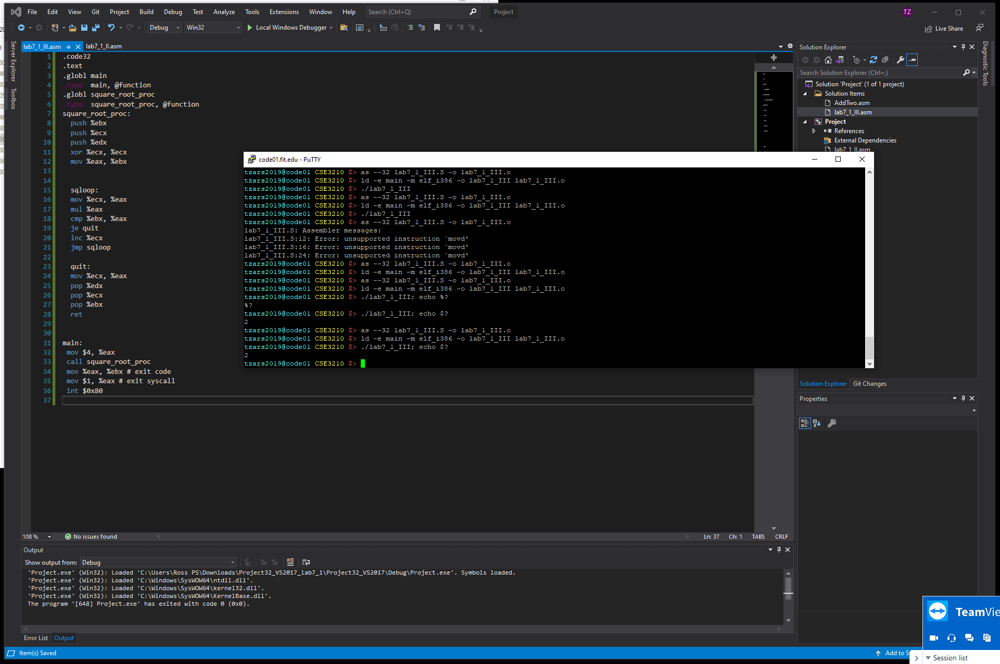 File Edit View Git Project Build Debug Test Analyze Tools Extensions Window Help Search (Ctrl+Q) Project TZ
Debug Win32 Local Windows Debugger Live Share
Server Explorer
Toolbox
lab7_1_III.asm lab7_1_II.asm
1 .code32
2 .text
3 .globl main
4 .type main, @function
5 .globl square_root_proc
6 .type square_root_proc, @function
7 square_root_proc:
8 push %ebx
9 push %ecx
10 push %edx
11 xor %ecx, %ecx
12 mov %eax, %ebx
13
14
15 sqloop:
16 mov %ecx, %eax
17 mul %eax
18 cmp %ebx, %eax
19 je quit
20 inc %ecx
21 jmp sqloop
22
23 quit:
24 mov %ecx, %eax
25 pop %edx
26 pop %ecx
27 pop %ebx
28 ret
29
30
31 main:
32 mov $4, %eax
33 call square_root_proc
34 mov %eax, %ebx # exit code
35 mov $1, %eax # exit syscall
36 int $0x80
37
code01.fit.edu - PuTTY
tzars2019@code01 CSE3210 $> as --32 lab7_1_III.S -o lab7_1_III.o
tzars2019@code01 CSE3210 $> ld -e main -m elf_i386 -o lab7_1_III lab7_1_III.o
tzars2019@code01 CSE3210 $> ./lab7_1_III
tzars2019@code01 CSE3210 $> as --32 lab7_1_III.S -o lab7_1_III.o
tzars2019@code01 CSE3210 $> ld -e main -m elf_i386 -o lab7_1_III lab7_1_III.o
tzars2019@code01 CSE3210 $> ./lab7_1_III
tzars2019@code01 CSE3210 $> as --32 lab7_1_III.S -o lab7_1_III.o
lab7_1_III.S: Assembler messages:
lab7_1_III.S:12: Error: unsupported instruction `movd'
lab7_1_III.S:16: Error: unsupported instruction `movd'
lab7_1_III.S:24: Error: unsupported instruction `movd'
tzars2019@code01 CSE3210 $> as --32 lab7_1_III.S -o lab7_1_III.o
tzars2019@code01 CSE3210 $> ld -e main -m elf_i386 -o lab7_1_III lab7_1_III.o
tzars2019@code01 CSE3210 $> as --32 lab7_1_III.S -o lab7_1_III.o
tzars2019@code01 CSE3210 $> ld -e main -m elf_i386 -o lab7_1_III lab7_1_III.o
tzars2019@code01 CSE3210 $> ./lab7_1_III; echo %?
%?
tzars2019@code01 CSE3210 $> ./lab7_1_III; echo $?
2
tzars2019@code01 CSE3210 $> as --32 lab7_1_III.S -o lab7_1_III.o
tzars2019@code01 CSE3210 $> ld -e main -m elf_i386 -o lab7_1_III lab7_1_III.o
tzars2019@code01 CSE3210 $> ./lab7_1_III; echo $?
2
tzars2019@code01 CSE3210 $>
Solution Explorer
Search Solution Explorer (Ctrl+;)
Solution 'Project' (1 of 1 project)
Solution Items
AddTwo.asm
lab7_1_III.asm
Project
References
External Dependencies
lab7_1_II.asm
Diagnostic Tools
Solution Explorer Git Changes
Properties
108 % No issues found Ln: 37 Ch: 1 TABS CRLF
Output
Show output from: Debug
'Project.exe' (Win32): Loaded 'C:\Users\Ross PS\Downloads\Project32_VS2017_lab7_1\Project32_VS2017\Debug\Project.exe'. Symbols loaded.
'Project.exe' (Win32): Loaded 'C:\Windows\SysWOW64\ntdll.dll'.
'Project.exe' (Win32): Loaded 'C:\Windows\SysWOW64\kernel32.dll'.
'Project.exe' (Win32): Loaded 'C:\Windows\SysWOW64\KernelBase.dll'.
The program '[648] Project.exe' has exited with code 0 (0x0).
Error List Output
Item(s) Saved Add to S
TeamVie
Session list